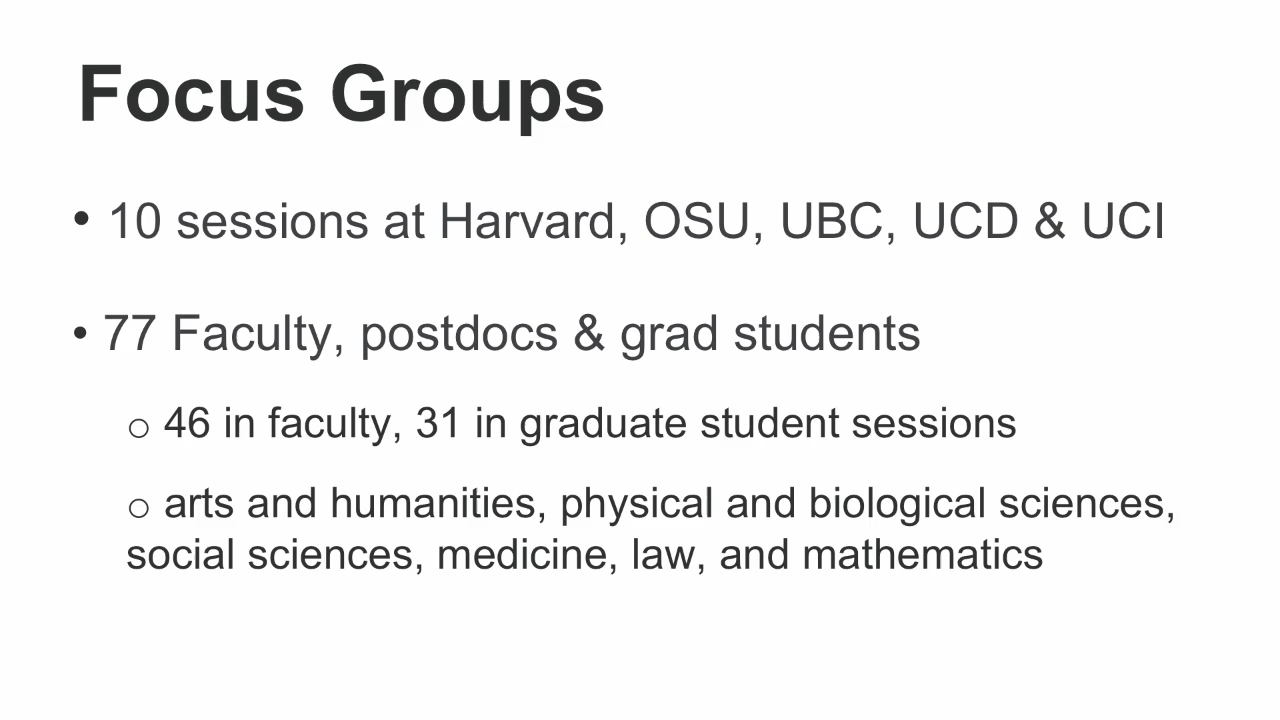 Focus Groups
• 10 sessions at Harvard, OSU, UBC, UCD & UCI
• 77 Faculty, postdocs & grad students
o 46 in faculty, 31 in graduate student sessions
o arts and humanities, physical and biological sciences,
social sciences, medicine, law, and mathematics